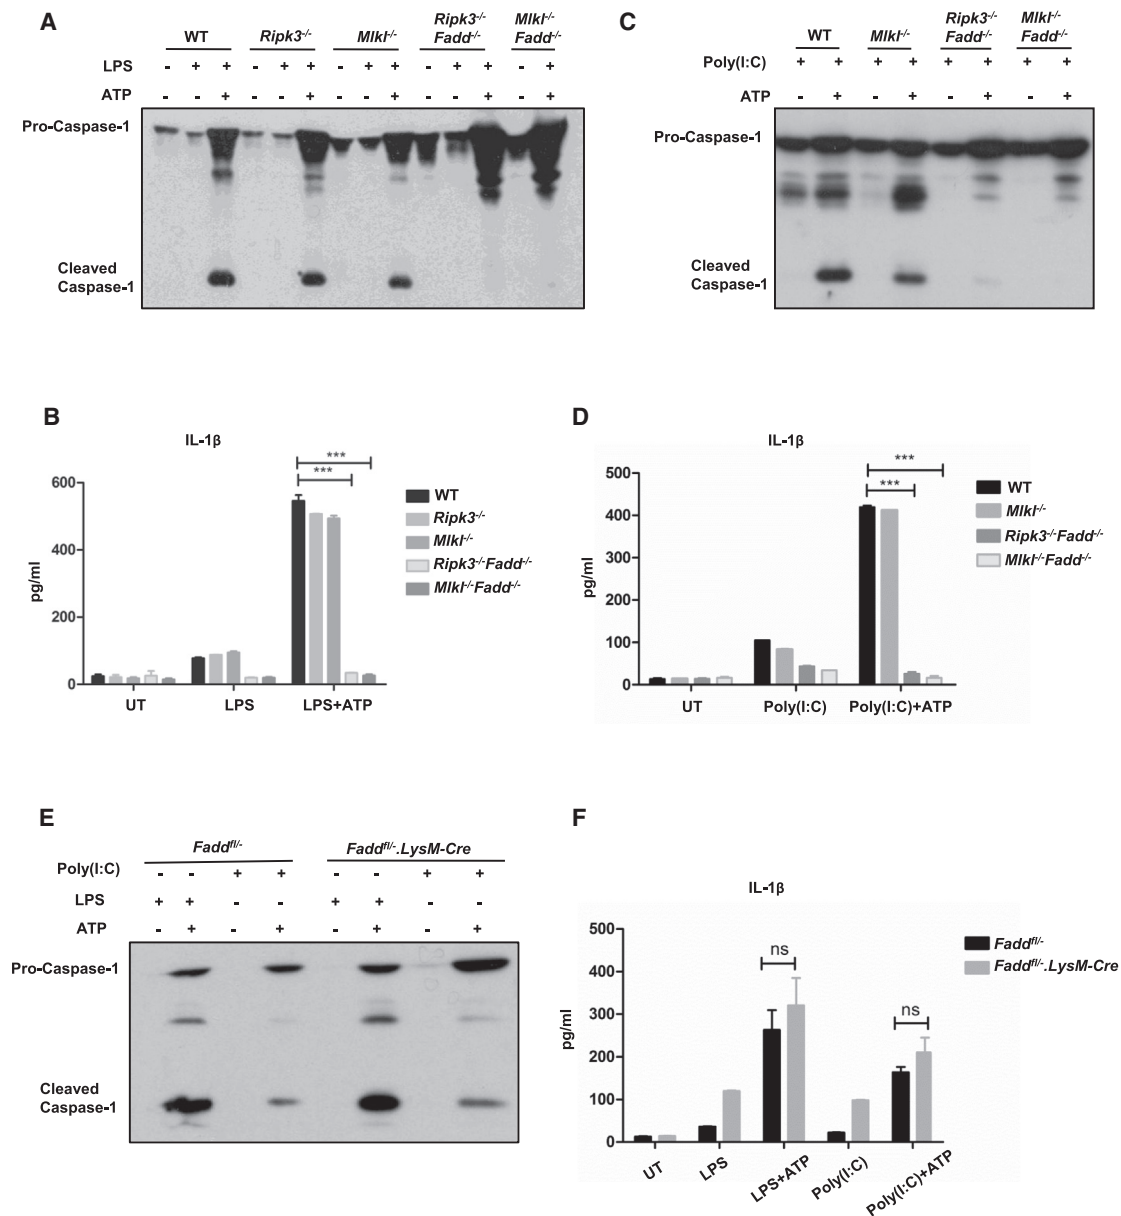 A
WT Ripk3-/- Mlkl-/- Ripk3-/- Fadd-/- Mlkl-/- Fadd-/-
LPS - + + - + + - + + - + + - +
ATP - - + - - + - - + - - + - +
Pro-Caspase-1
Cleaved
Caspase-1
C
WT Mlkl-/- Ripk3-/- Fadd-/- Mlkl-/- Fadd-/-
Poly(I:C) + + + + + + + +
ATP - + - + - + - +
Pro-Caspase-1
Cleaved
Caspase-1
B
IL-1β
***
***
600
400
200
0
pg/ml
UT LPS LPS+ATP
WT
Ripk3-/-
Mlkl-/-
Ripk3-/-Fadd-/-
Mlkl-/-Fadd-/-
D
IL-1β
***
***
500
400
300
200
100
0
pg/ml
UT Poly(I:C) Poly(I:C)+ATP
WT
Mlkl-/-
Ripk3-/-Fadd-/-
Mlkl-/-Fadd-/-
E
Faddfl/- Faddfl/-.LysM-Cre
Poly(I:C) - - + + - - + +
LPS + + - - + + - -
ATP - + - + - + - +
Pro-Caspase-1
Cleaved
Caspase-1
F
IL-1β
ns
ns
500
400
300
200
100
0
pg/ml
UT LPS LPS+ATP Poly(I:C) Poly(I:C)+ATP
Faddfl/-
Faddfl/-.LysM-Cre